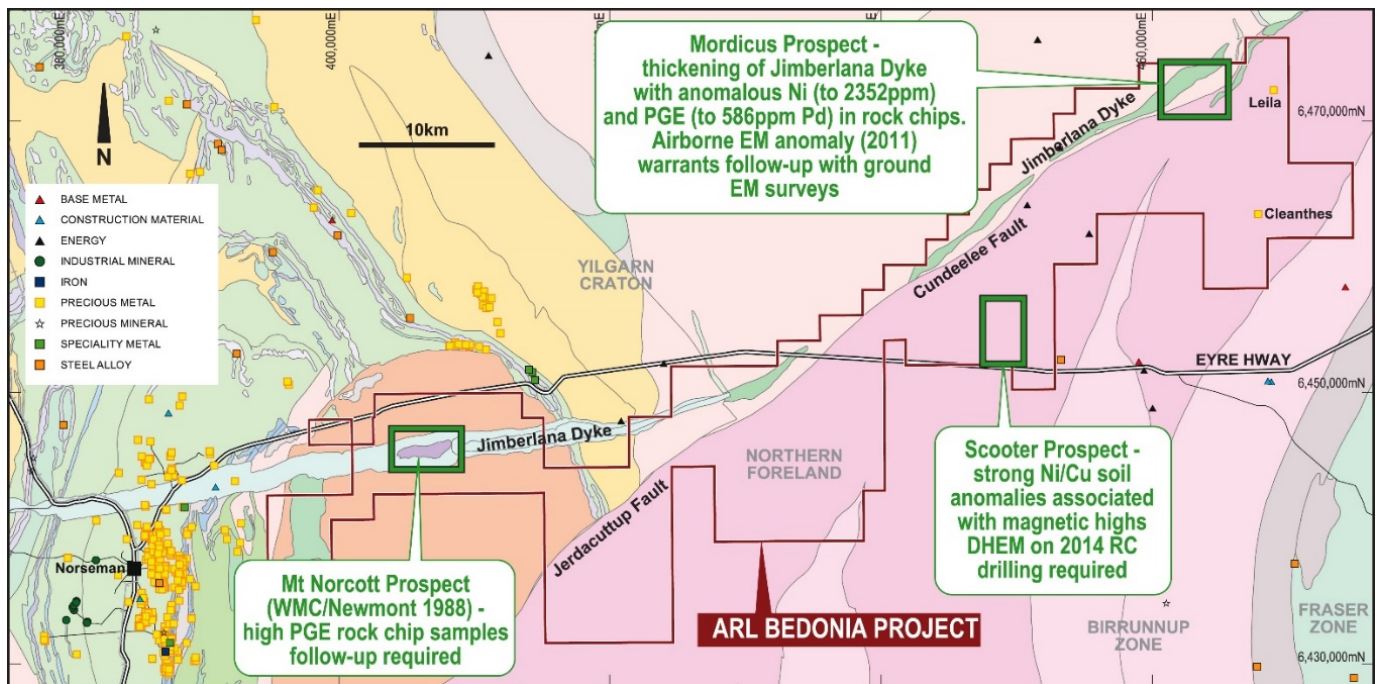 380,000mE
400,000mE
460,000mE
Mordicus Prospect -
thickening of Jimberlana Dyke
with anomalous Ni (to 2352ppm)
and PGE (to 586ppm Pd) in rock chips.
Airborne EM anomaly (2011)
warrants follow-up with ground
EM surveys
Leila
6,470,000mN
10km
N
Jimberlana Dyke
BASE METAL
CONSTRUCTION MATERIAL
ENERGY
INDUSTRIAL MINERAL
IRON
PRECIOUS METAL
PRECIOUS MINERAL
SPECIALITY METAL
STEEL ALLOY
Cleanthes
YILGARN
CRATON
Cundeelee Fault
EYRE HWAY
6,450,000mN
Jimberlana Dyke
NORTHERN
FORELAND
Scooter Prospect -
strong Ni/Cu soil
anomalies associated
with magnetic highs
DHEM on 2014 RC
drilling required
Jerdacuttup Fault
Norseman
Mt Norcott Prospect
(WMC/Newmont 1988) -
high PGE rock chip samples
follow-up required
ARL BEDONIA PROJECT
BIRRUNNUP
ZONE
FRASER
ZONE
6,430,000mN